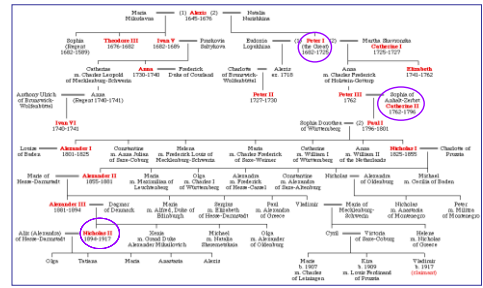 Maria
Miloslavna
(1) Alexis (2)
1645-1676
Natalia
Narishkina
Sophia
(Regent
1682-1689)
Theodore III
1676-1682
Ivan V
1682-1689
Praskovia
Saltykova
Eudoxia
Lopukhina
(1) Peter I (2)
(the Great)
1682-1725
Martha Skavronska
Catherine I
1725-1727
Catherine
m. Charles Leopold
of Mecklenburg-Schwerin
Anna
1730-1740
Frederick
Duke of Courland
Charlotte
of Brunswick-
Wolfenbüttel
Alexis
ex. 1718
Anna
m. Charles Frederick
of Holstein-Gottorp
Elizabeth
1741-1762
Anthony Ulrich
of Brunswick-
Wolfenbüttel
Anna
(Regent 1740-1741)
Peter II
1727-1730
Peter III
1762
Sophia of
Anhalt-Zerbst
Catherine II
1762-1796
Ivan VI
1740-1741
Sophia Dorothea
of Württemberg
(2) Paul I
1796-1801
Louise
of Baden
Alexander I
1801-1825
Constantine
m. Anna Juliana
of Saxe-Coburg
Helena
m. Frederick Louis of
Mecklenburg-Schwerin
Maria
m. Charles Frederick
of Saxe-Weimar
Catherine
m. William I
of Württemberg
Anna
m. William II
of the Netherlands
Nicholas I
1825-1855
Charlotte of
Prussia
Marie of
Hesse-Darmstadt
Alexander II
1855-1881
Maria
m. Maximilian of
Leuchtenberg
Olga
m. Charles I
of Württemberg
Alexandra
m. Frederick
of Hesse-Cassel
Constantine
m. Alexandra
of Saxe-Altenburg
Nicholas
Alexandra
of Oldenburg
Michael
m. Cecilia of Baden
Alexander III
1881-1894
Dagmar
of Denmark
Maria
m. Alfred, Duke of
Edinburgh
Sergius
m. Elizabeth
of Hesse-Darmstadt
Paul
m. Alexandra
of Greece
Vladimir
Maria of
Mecklenburg-
Schwerin
Nicholas
m. Anastasia
of Montenegro
Peter
m. Militsa
of Montenegro
Alix (Alexandra)
of Hesse-Darmstadt
Nicholas II
1894-1917
Xenia
m. Grand Duke
Alexander Mikhailovich
Michael
m. Natalia
Sheremetevskaia
Olga
m. Alexander
of Oldenburg
Cyril
Victoria
of Saxe-Coburg
Helena
m. Nicholas
of Greece
Olga
Tatiana
Maria
Anastasia
Alexis
Marie
b. 1907
m. Charles
of Leiningen
Kira
b. 1909
m. Louis Ferdinand
of Prussia
Vladimir
b. 1917
(claimant)